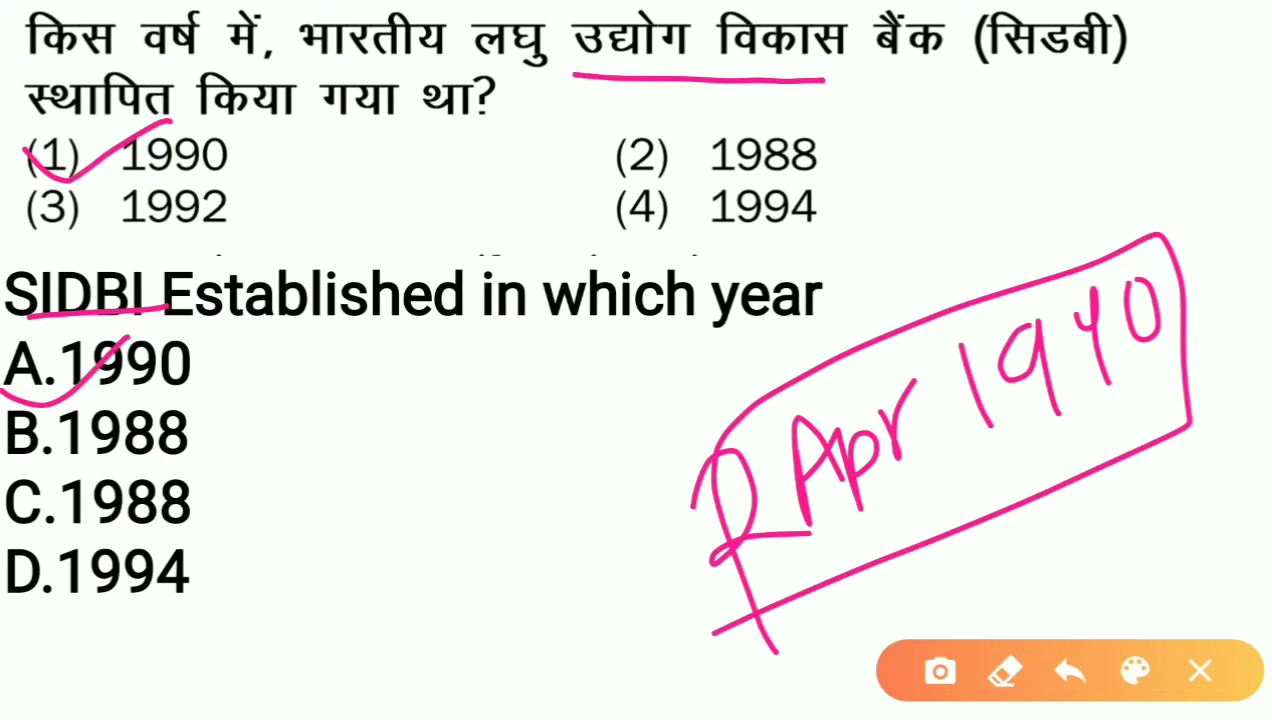 किस वर्ष में, भारतीय लघु उद्योग विकास बैंक (सिडबी)
स्थापित किया गया था?
(1) 1990 (2) 1988
(3) 1992 (4) 1994
SIDBI Established in which year
A.1990
B.1988
C.1988
D.1994
2 Apr 1990